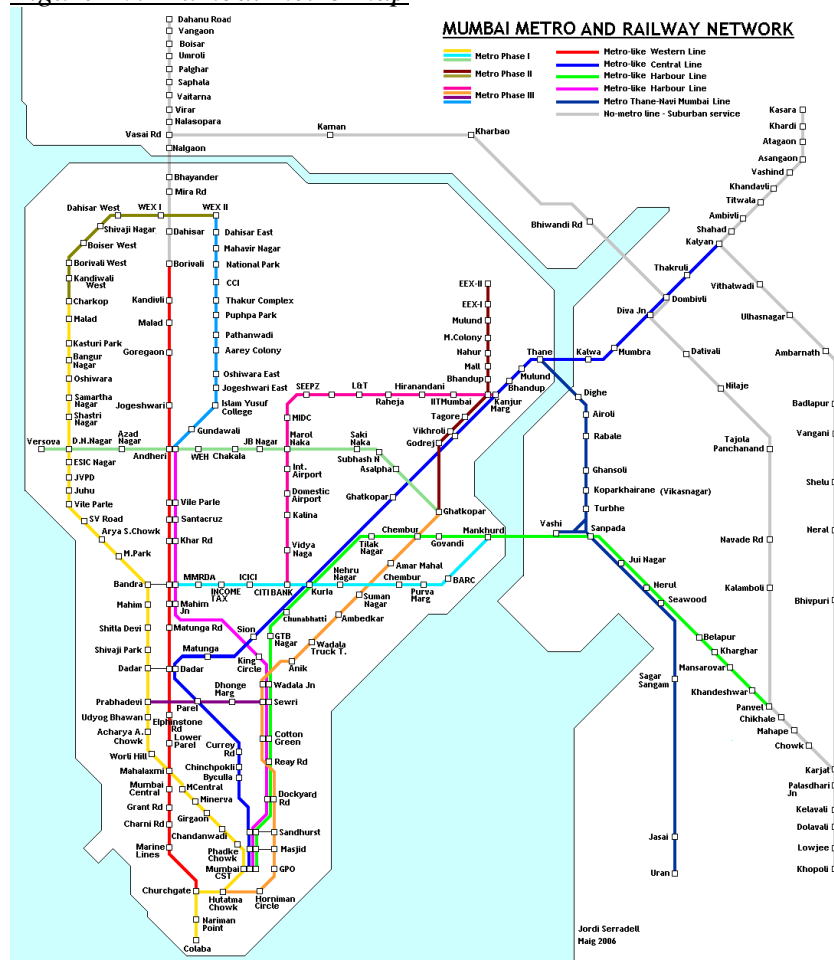 MUMBAI METRO AND RAILWAY NETWORK
Metro Phase I
Metro Phase II
Metro Phase III
Metro-like Western Line
Metro-like Central Line
Metro-like Harbour Line
Metro-like Harbour Line
Metro Thane-Navi Mumbai Line
No-metro line - Suburban service
Dahanu Road
Vangaon
Boisar
Umroli
Palghar
Saphala
Vaitarna
Virar
Nalasopara
Vasai Rd
Kaman
Kharbao
Nalgaon
Bhayander
Mira Rd
Dahisar West
WEX I
WEX II
Shivaji Nagar
Boiser West
Borivali West
Kandiwali
West
Charkop
Malad
Kasturi Park
Bangur
Nagar
Oshiwara
Samartha
Nagar
Shastri
Nagar
Versova
D.N.Nagar
Azad
Nagar
ESIC Nagar
JVPD
Juhu
Vile Parle
SV Road
Arya S.Chowk
M.Park
Dahisar
Borivali
Kandivli
Malad
Goregaon
Jogeshwari
Andheri
Dahisar East
Mahavir Nagar
National Park
CCI
Thakur Complex
Puphpa Park
Pathanwadi
Aarey Colony
Oshiwara East
Jogeshwari East
Islam Yusuf
College
Gundawali
WEH
Chakala
JB Nagar
Marol
Naka
Saki
Naka
Subhash N
Asalpha
SEEPZ
L&T
Raheja
Hiranandani
IITMumbai
MIDC
Int.
Airport
Domestic
Airport
Kalina
Vidya
Naga
EEX-II
EEX-I
Mulund
M.Colony
Nahur
Mall
Bhandup
Kanjur
Marg
Bhandup
Mulund
Thane
Tagore
Vikhroli
Godrej
Ghatkopar
Ghatkopar
Kalwa
Mumbra
Diva Jn
Dombivli
Thakruli
Kalyan
Shahad
Ambivli
Titwala
Khandavli
Vashind
Asangaon
Atagaon
Khardi
Kasara
Bhiwandi Rd
Vithalwadi
Ulhasnagar
Ambarnath
Badlapur
Vangani
Shelu
Neral
Bhivpuri
Dativali
Nilaje
Tajola
Panchanand
Navade Rd
Kalamboli
Dighe
Airoli
Rabale
Ghansoli
Koparkhairane (Vikasnagar)
Turbhe
Vashi
Sanpada
Jui Nagar
Nerul
Seawood
Belapur
Kharghar
Mansarovar
Khandeshwar
Panvel
Chikhale
Mahape
Chowk
Karjat
Palasdhari
Jn
Kelavali
Dolavali
Lowjee
Khopoli
Sagar
Sangam
Jasai
Uran
Vile Parle
Santacruz
Khar Rd
Bandra
MMRDA
INCOME
TAX
ICICI
CITI BANK
Kurla
Nehru
Nagar
Chembur
Purva
Marg
BARC
Mankhurd
Govandi
Chembur
Tilak
Nagar
Amar Mahal
Suman
Nagar
Ambedkar
Wadala
Truck T.
Anik
Chunabhatti
GTB
Nagar
Sion
King
Circle
Matunga
Mahim
Mahim
Jn
Shitla Devi
Matunga Rd
Shivaji Park
Dadar
Dadar
Wadala Jn
Prabhadevi
Parel
Dhonge
Marg
Sewri
Udyog Bhawan
Elphinstone
Rd
Acharya A.
Chowk
Lower
Parel
Currey
Rd
Cotton
Green
Worli Hill
Chinchpokli
Reay Rd
Mahalaxmi
Byculla
Mumbai
Central
MCentral
Minerva
Dockyard
Rd
Grant Rd
Girgaon
Charni Rd
Chandanwadi
Sandhurst
Marine
Lines
Phadke
Chowk
Masjid
Mumbai
CST
GPO
Churchgate
Hutatma
Chowk
Horniman
Circle
Nariman
Point
Colaba
Jordi Serradell
Maig 2006